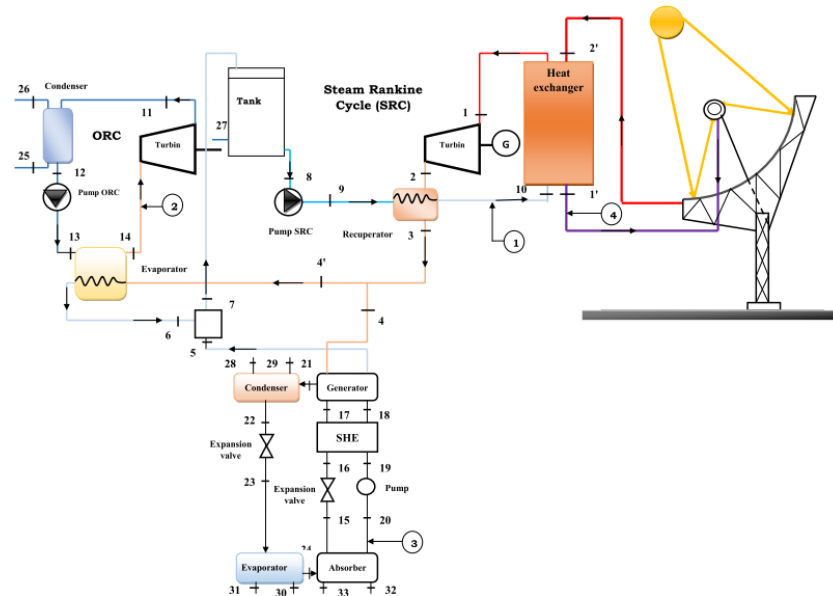 26
Condenser
11
ORC
25
12
Pump ORC
Turbin
2
13
14
Evaporator
6
7
5
27
Tank
8
9
Pump SRC
Steam Rankine
Cycle (SRC)
1
Turbin
G
2
10
Recuperator
3
1
4'
4
2'
Heat
exchanger
1'
4
28
29
21
Condenser
Generator
22
17
18
Expansion
valve
SHE
23
16
19
Expansion
valve
Pump
15
20
3
24
Evaporator
Absorber
31
30
33
32